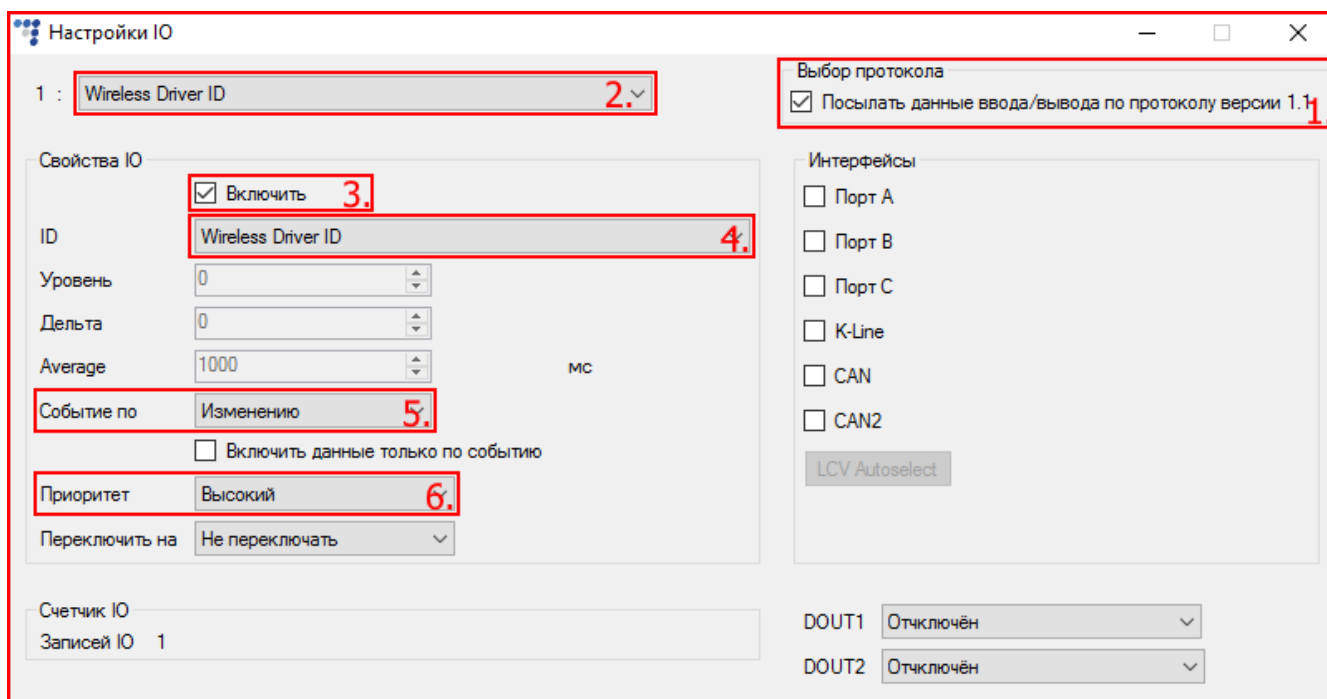 Настройки IO
1 : Wireless Driver ID 2.
Выбор протокола
Посылать данные ввода/вывода по протоколу версии 1.1
1.
Свойства IO
Включить 3.
ID Wireless Driver ID 4.
Уровень 0
Дельта 0
Average 1000 мс
Событие по Изменению 5.
Включить данные только по событию
Приоритет Высокий 6.
Переключить на Не переключать
Интерфейсы
Порт A
Порт B
Порт C
K-Line
CAN
CAN2
LCV Autoselect
Счетчик IO
Записей IO 1
DOUT1 Отчключён
DOUT2 Отчключён